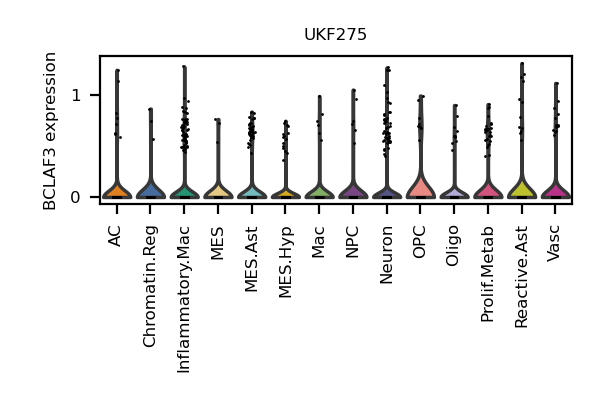 UKF275
BCLAF3 expression
1
0
AC
Chromatin.Reg
Inflammatory.Mac
MES
MES.Ast
MES.Hyp
Mac
NPC
Neuron
OPC
Oligo
Prolif.Metab
Reactive.Ast
Vasc